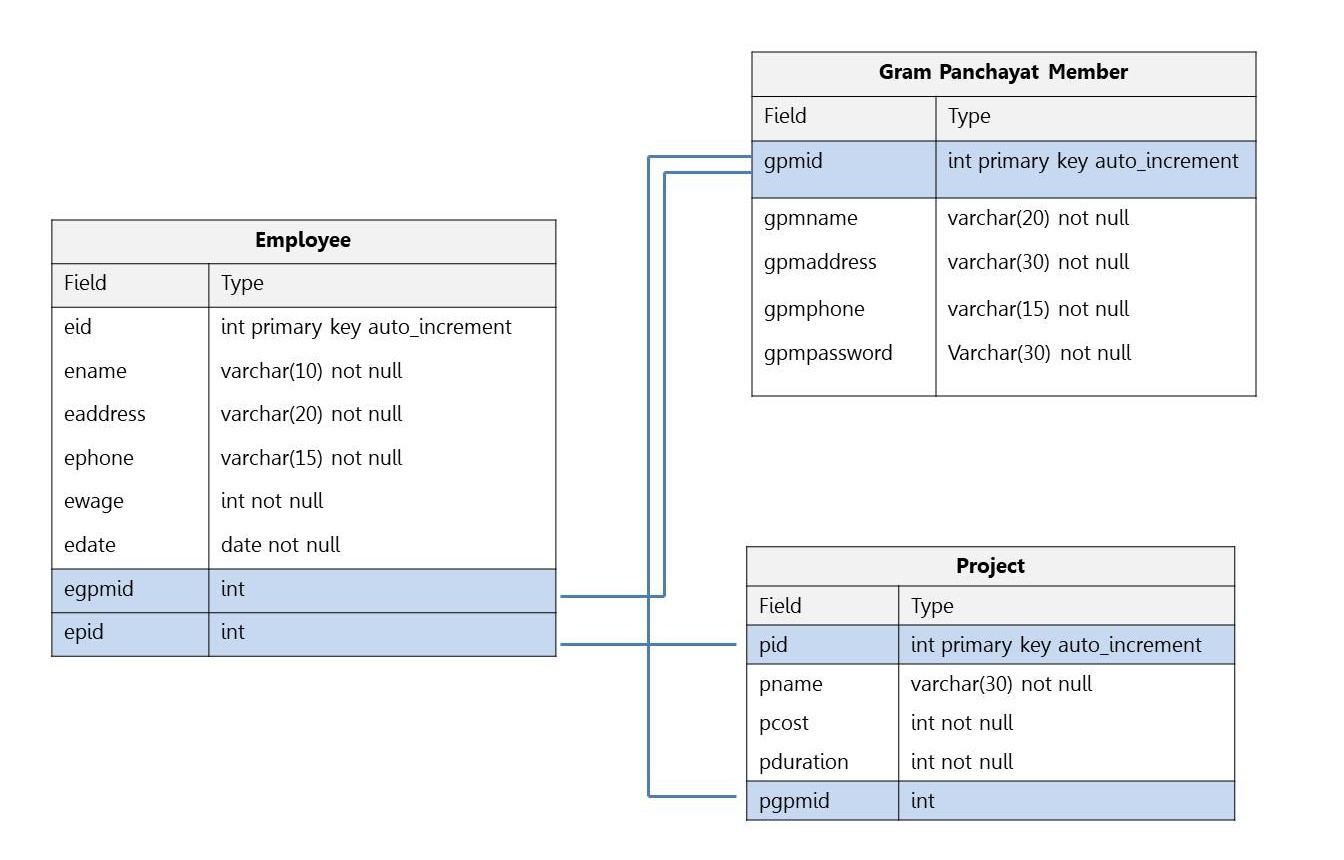 Gram Panchayat Member
Field Type
gpmid int primary key auto_increment
gpmname varchar(20) not null
gpmaddress varchar(30) not null
gpmphone varchar(15) not null
gpmpassword Varchar(30) not null
Employee
Field Type
eid int primary key auto_increment
ename varchar(10) not null
eaddress varchar(20) not null
ephone varchar(15) not null
ewage int not null
edate date not null
egpmid int
epid int
Project
Field Type
pid int primary key auto_increment
pname varchar(30) not null
pcost int not null
pduration int not null
pgpmid int